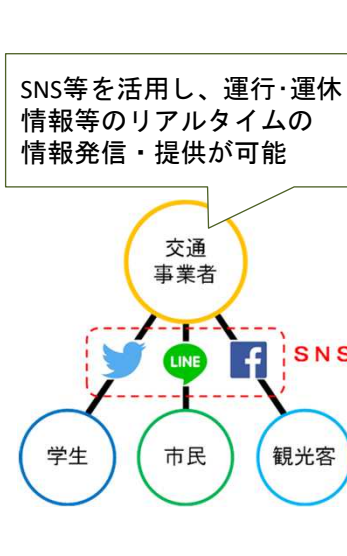 SNS等を活用し、運行･運休
情報等のリアルタイムの
情報発信・提供が可能
交通
事業者
LINE
ＳＮＳ
学生
市民
観光客